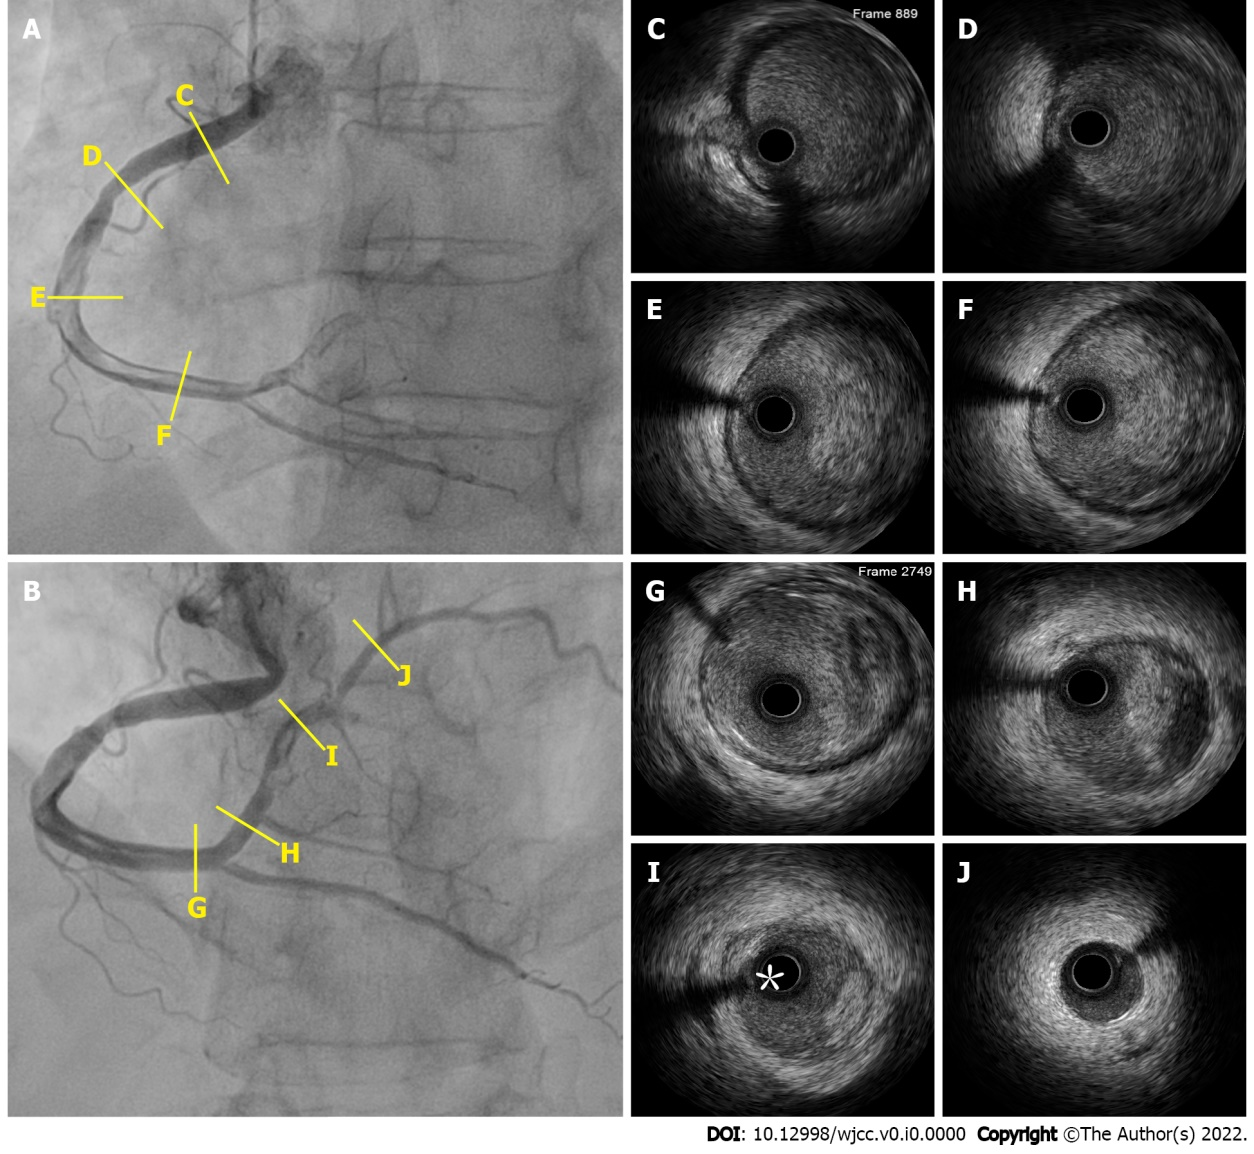 A
C
D
E
F
B
J
I
H
G
C
Frame 889
D
E
F
G
Frame 2749
H
I
J
DOI: 10.12998/wjcc.v0.i0.0000 Copyright ©The Author(s) 2022.